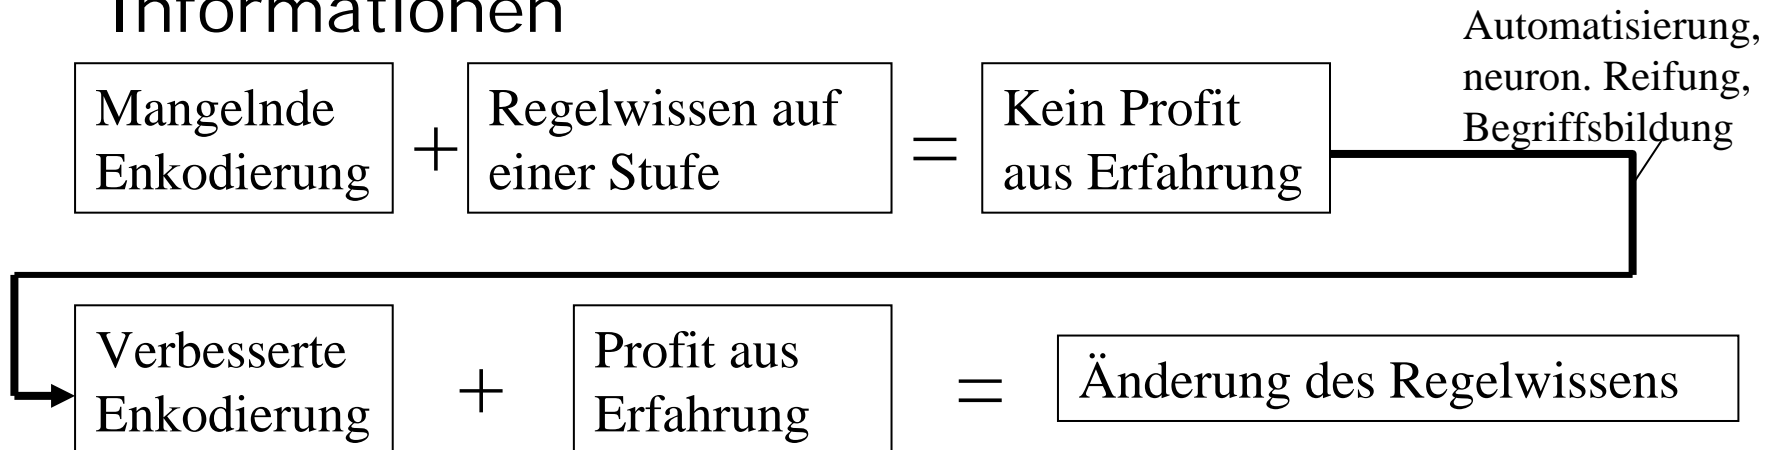 Informationen
Automatisierung,
neuron. Reifung,
Begriffsbildung
Mangelnde
Enkodierung
+
Regelwissen auf
einer Stufe
=
Kein Profit
aus Erfahrung
Verbesserte
Enkodierung
+
Profit aus
Erfahrung
=
Änderung des Regelwissens